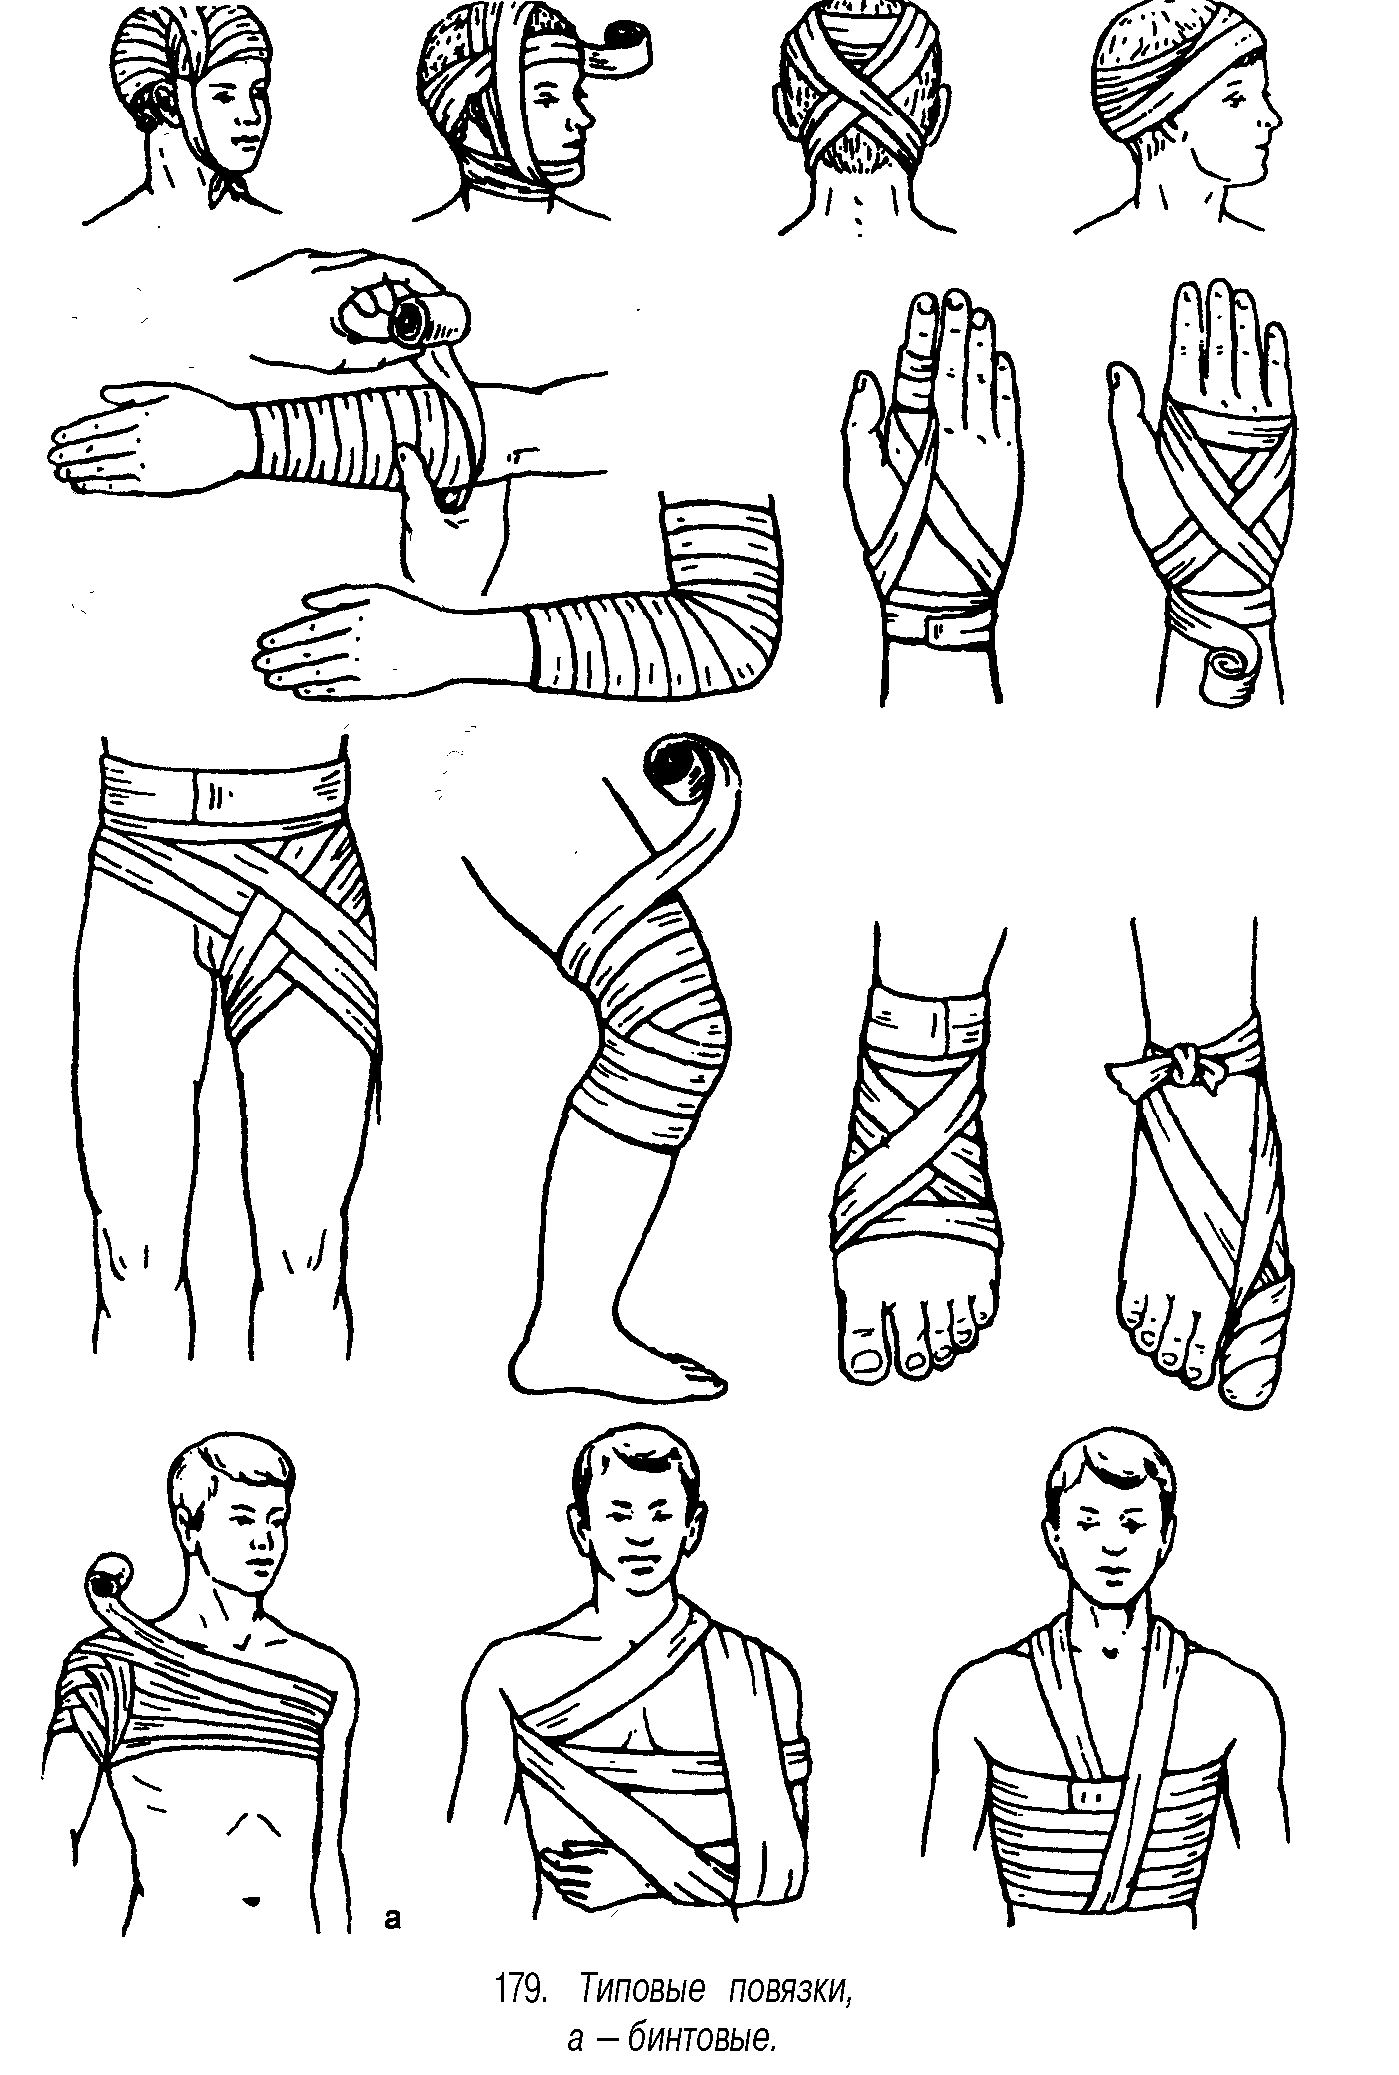 а
179. Типовые повязки,
а – бинтовые.